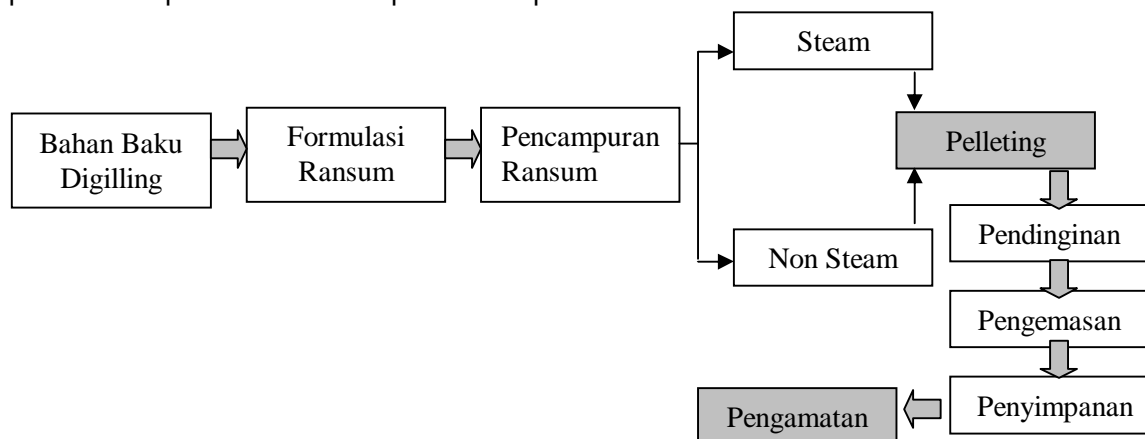 Steam
Bahan Baku
Digilling
Formulasi
Ransum
Pencampuran
Ransum
Pelleting
Non Steam
Pendinginan
Pengemasan
Penyimpanan
Pengamatan